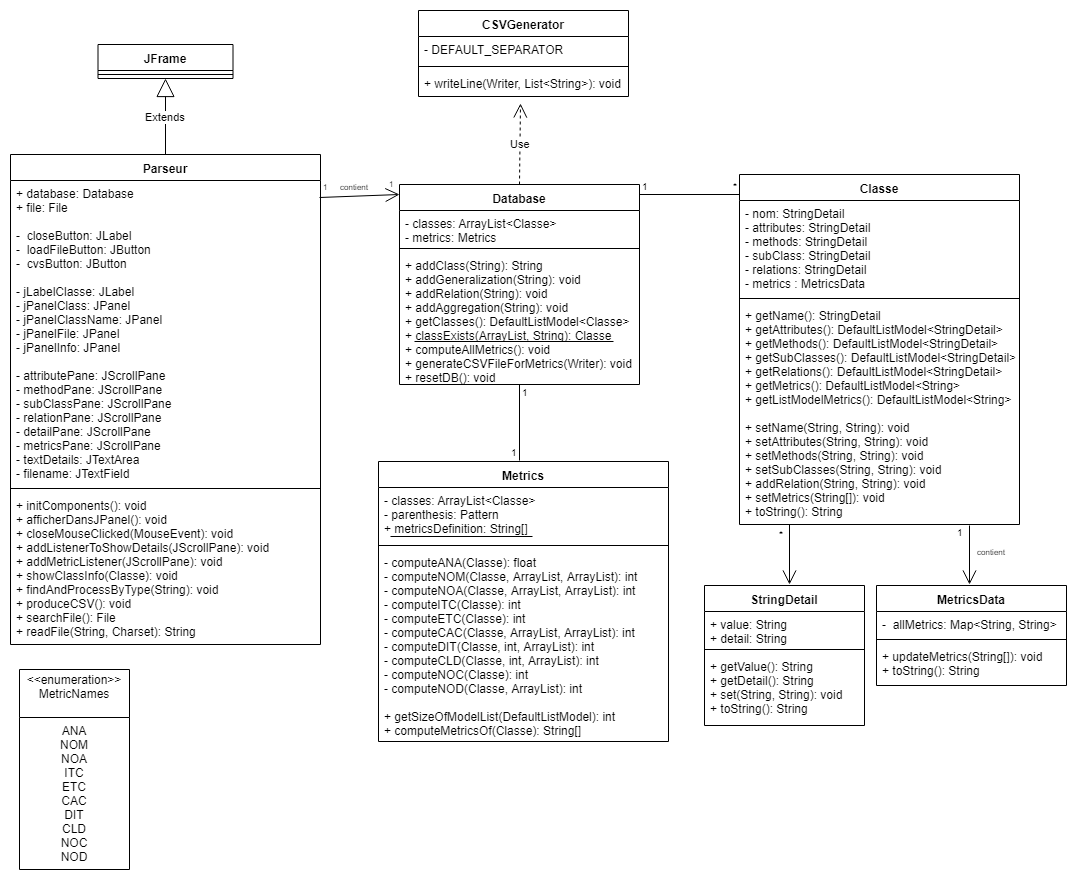 CSVGenerator
- DEFAULT_SEPARATOR
+ writeLine(Writer, List<String>): void
JFrame
Extends
Use
Parseur
+ database: Database
+ file: File
- closeButton: JLabel
- loadFileButton: JButton
- cvsButton: JButton
- jLabelClasse: JLabel
- jPanelClass: JPanel
- jPanelClassName: JPanel
- jPanelFile: JPanel
- jPanelInfo: JPanel
- attributePane: JScrollPane
- methodPane: JScrollPane
- subClassPane: JScrollPane
- relationPane: JScrollPane
- detailPane: JScrollPane
- metricsPane: JScrollPane
- textDetails: JTextArea
- filename: JTextField
+ initComponents(): void
+ afficherDansJPanel(): void
+ closeMouseClicked(MouseEvent): void
+ addListenerToShowDetails(JScrollPane): void
+ addMetricListener(JScrollPane): void
+ showClassInfo(Classe): void
+ findAndProcessByType(String): void
+ produceCSV(): void
+ searchFile(): File
+ readFile(String, Charset): String
1 contient 1
Database
- classes: ArrayList<Classe>
- metrics: Metrics
+ addClass(String): String
+ addGeneralization(String): void
+ addRelation(String): void
+ addAggregation(String): void
+ getClasses(): DefaultListModel<Classe>
+ classExists(ArrayList, String): Classe
+ computeAllMetrics(): void
+ generateCSVFileForMetrics(Writer): void
+ resetDB(): void
1 *
Classe
- nom: StringDetail
- attributes: StringDetail
- methods: StringDetail
- subClass: StringDetail
- relations: StringDetail
- metrics : MetricsData
+ getName(): StringDetail
+ getAttributes(): DefaultListModel<StringDetail>
+ getMethods(): DefaultListModel<StringDetail>
+ getSubClasses(): DefaultListModel<StringDetail>
+ getRelations(): DefaultListModel<StringDetail>
+ getMetrics(): DefaultListModel<String>
+ getListModelMetrics(): DefaultListModel<String>
+ setName(String, String): void
+ setAttributes(String, String): void
+ setMethods(String, String): void
+ setSubClasses(String, String): void
+ addRelation(String, String): void
+ setMetrics(String[]): void
+ toString(): String
1
1
Metrics
- classes: ArrayList<Classe>
- parenthesis: Pattern
+ metricsDefinition: String[]
- computeANA(Classe): float
- computeNOM(Classe, ArrayList, ArrayList): int
- computeNOA(Classe, ArrayList, ArrayList): int
- computeITC(Classe): int
- computeETC(Classe): int
- computeCAC(Classe, ArrayList, ArrayList): int
- computeDIT(Classe, int, ArrayList): int
- computeCLD(Classe, int, ArrayList): int
- computeNOC(Classe): int
- computeNOD(Classe, ArrayList): int
+ getSizeOfModelList(DefaultListModel): int
+ computeMetricsOf(Classe): String[]
*
1
contient
StringDetail
+ value: String
+ detail: String
+ getValue(): String
+ getDetail(): String
+ set(String, String): void
+ toString(): String
MetricsData
- allMetrics: Map<String, String>
+ updateMetrics(String[]): void
+ toString(): String
<<enumeration>>
MetricNames
ANA
NOM
NOA
ITC
ETC
CAC
DIT
CLD
NOC
NOD